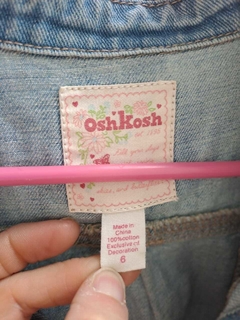 OshKosh
Made in
China
100%cotton
Exclusive of
Decoration
6